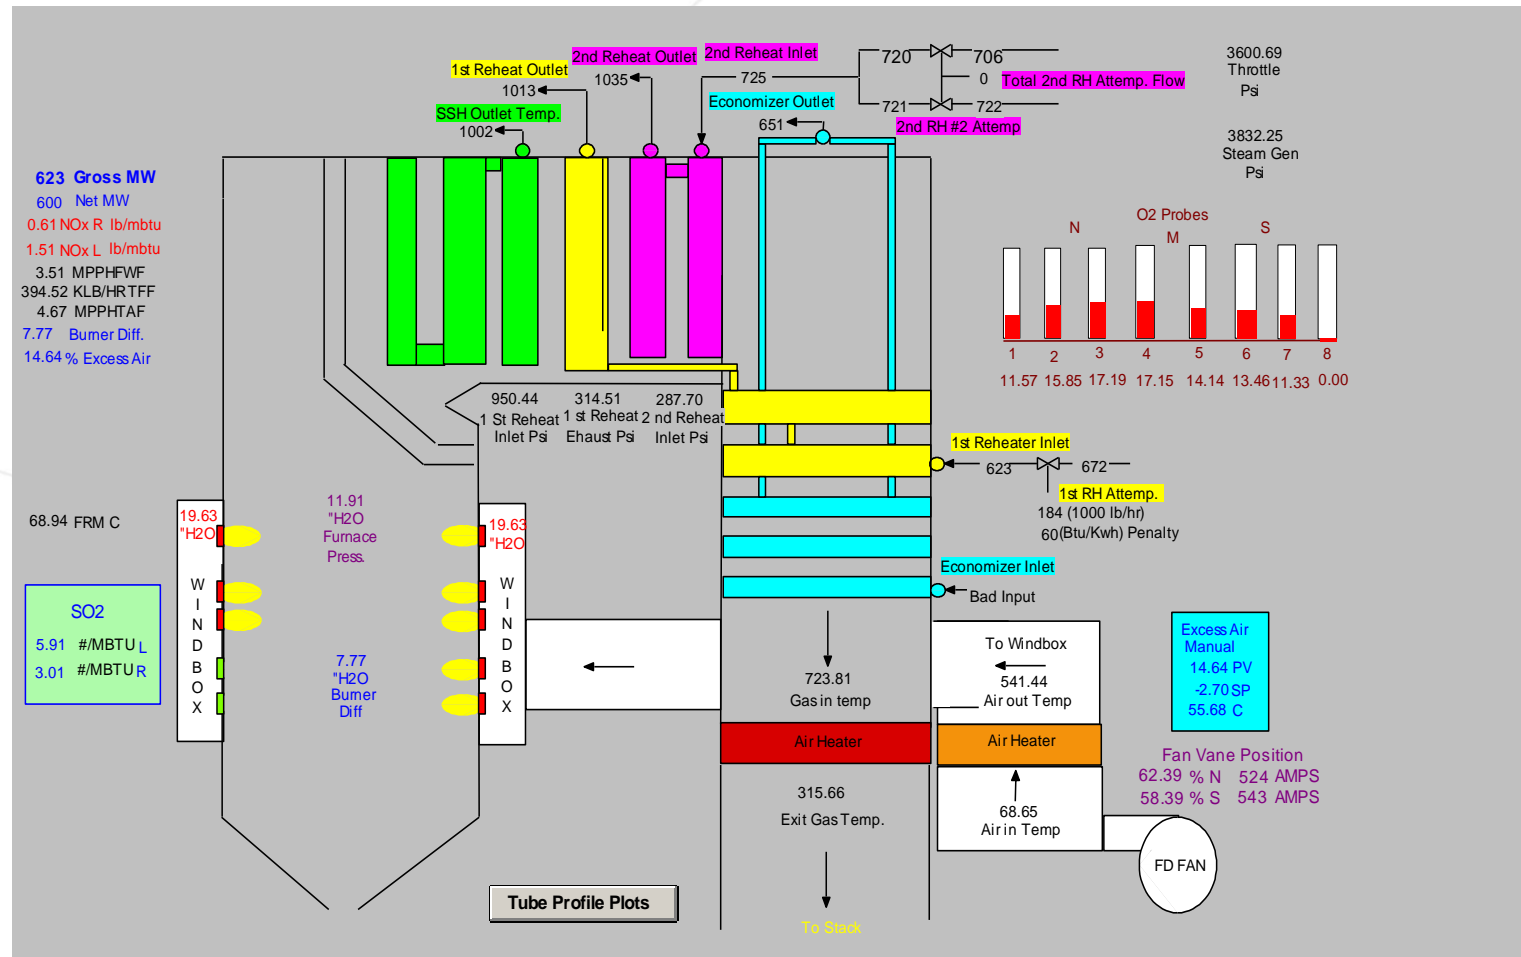 720
706
3600.69
Throttle
Psi
2nd Reheat Outlet
2nd Reheat Inlet
1st Reheat Outlet
1035
725
0
Total 2nd RH Attemp. Flow
1013
Economizer Outlet
721
722
SSH Outlet Temp.
651
2nd RH #2 Attemp
1002
3832.25
Steam Gen
Psi
623 Gross MW
600 Net MW
0.61 NOx R lb/mbtu
1.51 NOx L lb/mbtu
3.51 MPPHFWF
394.52 KLB/HRTFF
4.67 MPPHTAF
7.77 Burner Diff.
14.64 % Excess Air
O2 Probes
N M S
1 2 3 4 5 6 7 8
11.57 15.85 17.19 17.15 14.14 13.46 11.33 0.00
950.44
1 St Reheat
Inlet Psi
314.51
1 st Reheat
Ehaust Psi
287.70
2 nd Reheat
Inlet Psi
1st Reheater Inlet
623
672
1st RH Attemp.
184 (1000 lb/hr)
60(Btu/Kwh) Penalty
68.94 FRM C
19.63
"H2O
11.91
"H2O
Furnace
Press.
19.63
"H2O
Economizer Inlet
Bad Input
WINDBOX
WINDBOX
SO2
5.91 #/MBTU L
3.01 #/MBTU R
7.77
"H2O
Burner
Diff
723.81
Gas in temp
To Windbox
541.44
Air out Temp
Excess Air
Manual
14.64 PV
-2.70 SP
55.68 C
Air Heater
Air Heater
Fan Vane Position
62.39 % N 524 AMPS
58.39 % S 543 AMPS
315.66
Exit Gas Temp.
68.65
Air in Temp
FD FAN
Tube Profile Plots
To Stack